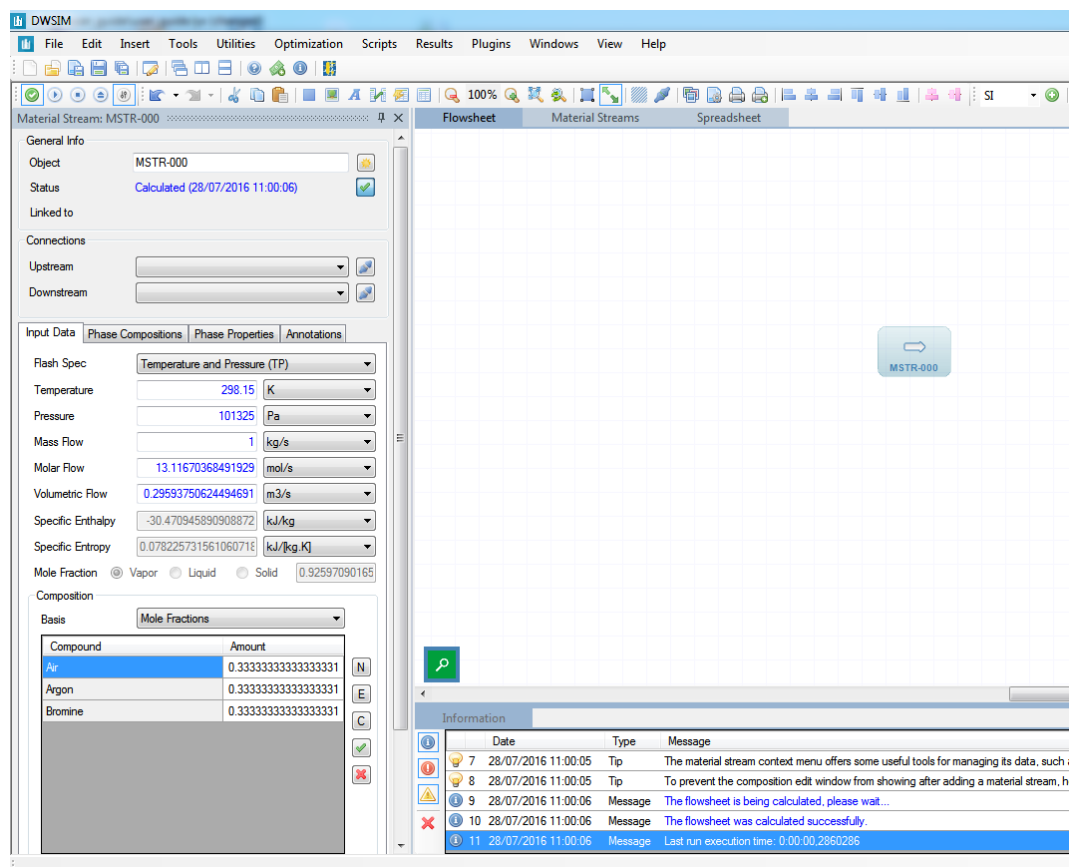 DWSIM
File Edit Insert Tools Utilities Optimization Scripts Results Plugins Windows View Help
100% SI
Material Stream: MSTR-000
General Info
Object MSTR-000
Status Calculated (28/07/2016 11:00:06)
Linked to
Connections
Upstream
Downstream
Input Data Phase Compositions Phase Properties Annotations
Flash Spec Temperature and Pressure (TP)
Temperature 298.15 K
Pressure 101325 Pa
Mass Flow 1 kg/s
Molar Flow 13.11670368491929 mol/s
Volumetric Flow 0.29593750624494691 m3/s
Specific Enthalpy -30.470945890908872 kJ/kg
Specific Entropy 0.078225731561060718 kJ/[kg.K]
Mole Fraction Vapor Liquid Solid 0.92597090165
Composition
Basis Mole Fractions
Compound Amount
Air 0.33333333333333331 N
Argon 0.33333333333333331 E
Bromine 0.33333333333333331 C
Flowsheet Material Streams Spreadsheet
MSTR-000
Information
Date Type Message
7 28/07/2016 11:00:05 Tip The material stream context menu offers some useful tools for managing its data, such
8 28/07/2016 11:00:05 Tip To prevent the composition edit window from showing after adding a material stream, h
9 28/07/2016 11:00:06 Message The flowsheet is being calculated, please wait...
10 28/07/2016 11:00:06 Message The flowsheet was calculated successfully.
11 28/07/2016 11:00:06 Message Last run execution time: 0:00:00,2860286